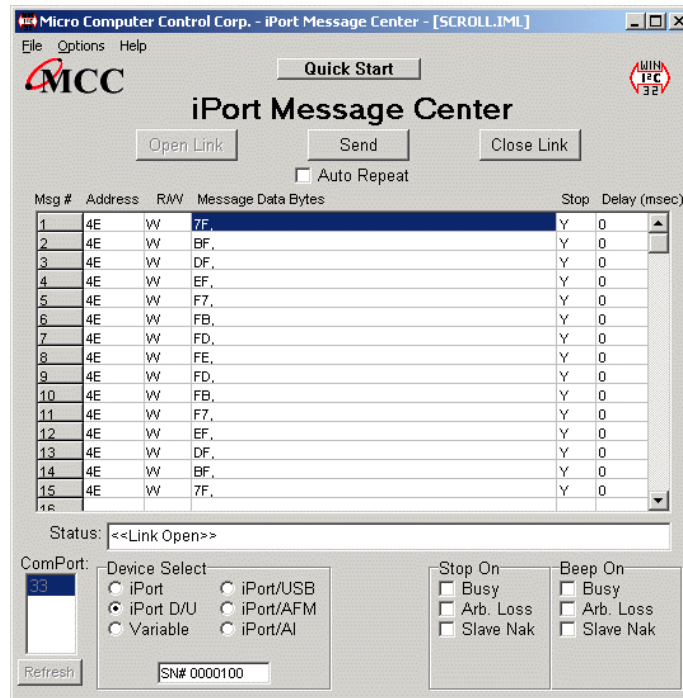 Micro Computer Control Corp. - iPort Message Center - [SCROLL.IML]
File Options Help
MCC
Quick Start
WIN
I²C
32
iPort Message Center
Open Link Send Close Link
Auto Repeat
Msg # Address R/W Message Data Bytes Stop Delay (msec)
1 4E W 7F, Y 0
2 4E W BF, Y 0
3 4E W DF, Y 0
4 4E W EF, Y 0
5 4E W F7, Y 0
6 4E W FB, Y 0
7 4E W FD, Y 0
8 4E W FE, Y 0
9 4E W FD, Y 0
10 4E W FB, Y 0
11 4E W F7, Y 0
12 4E W EF, Y 0
13 4E W DF, Y 0
14 4E W BF, Y 0
15 4E W 7F, Y 0
16
Status: <<Link Open>>
ComPort:
33
Refresh
Device Select
iPort iPort/USB
iPort D/U iPort/AFM
Variable iPort/AI
SN# 0000100
Stop On
Busy
Arb. Loss
Slave Nak
Beep On
Busy
Arb. Loss
Slave Nak